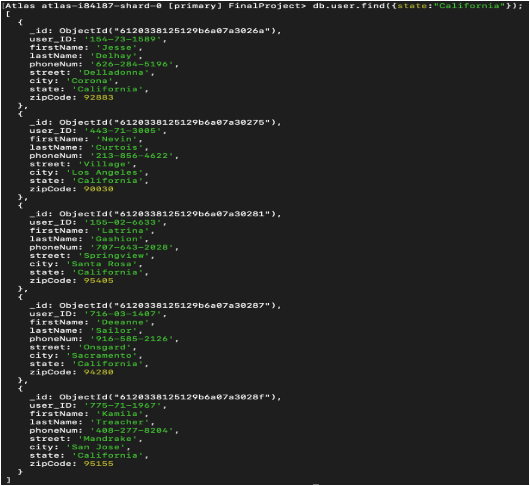 Atlas atlas-i84187-shard-0 [primary] FinalProject> db.user.find({state:"California"});
[
  {
    _id: ObjectId("6120338125129b6a07a3026a"),
    user_ID: '154-73-1589',
    firstName: 'Jesse',
    lastName: 'Delhay',
    phoneNum: '626-284-5196',
    street: 'Delladonna',
    city: 'Corona',
    state: 'California',
    zipCode: 92883
  },
  {
    _id: ObjectId("6120338125129b6a07a30275"),
    user_ID: '443-71-3005',
    firstName: 'Nevin',
    lastName: 'Curtois',
    phoneNum: '213-856-4622',
    street: 'Village',
    city: 'Los Angeles',
    state: 'California',
    zipCode: 90030
  },
  {
    _id: ObjectId("6120338125129b6a07a30281"),
    user_ID: '155-02-6633',
    firstName: 'Latrina',
    lastName: 'Gashion',
    phoneNum: '707-643-2028',
    street: 'Springview',
    city: 'Santa Rosa',
    state: 'California',
    zipCode: 95405
  },
  {
    _id: ObjectId("6120338125129b6a07a30287"),
    user_ID: '716-03-1407',
    firstName: 'Deeanne',
    lastName: 'Sailor',
    phoneNum: '916-585-2126',
    street: 'Onsgard',
    city: 'Sacramento',
    state: 'California',
    zipCode: 94280
  },
  {
    _id: ObjectId("6120338125129b6a07a3028f"),
    user_ID: '775-71-1967',
    firstName: 'Kamila',
    lastName: 'Treacher',
    phoneNum: '408-277-8204',
    street: 'Mandrake',
    city: 'San Jose',
    state: 'California',
    zipCode: 95155
  }
]